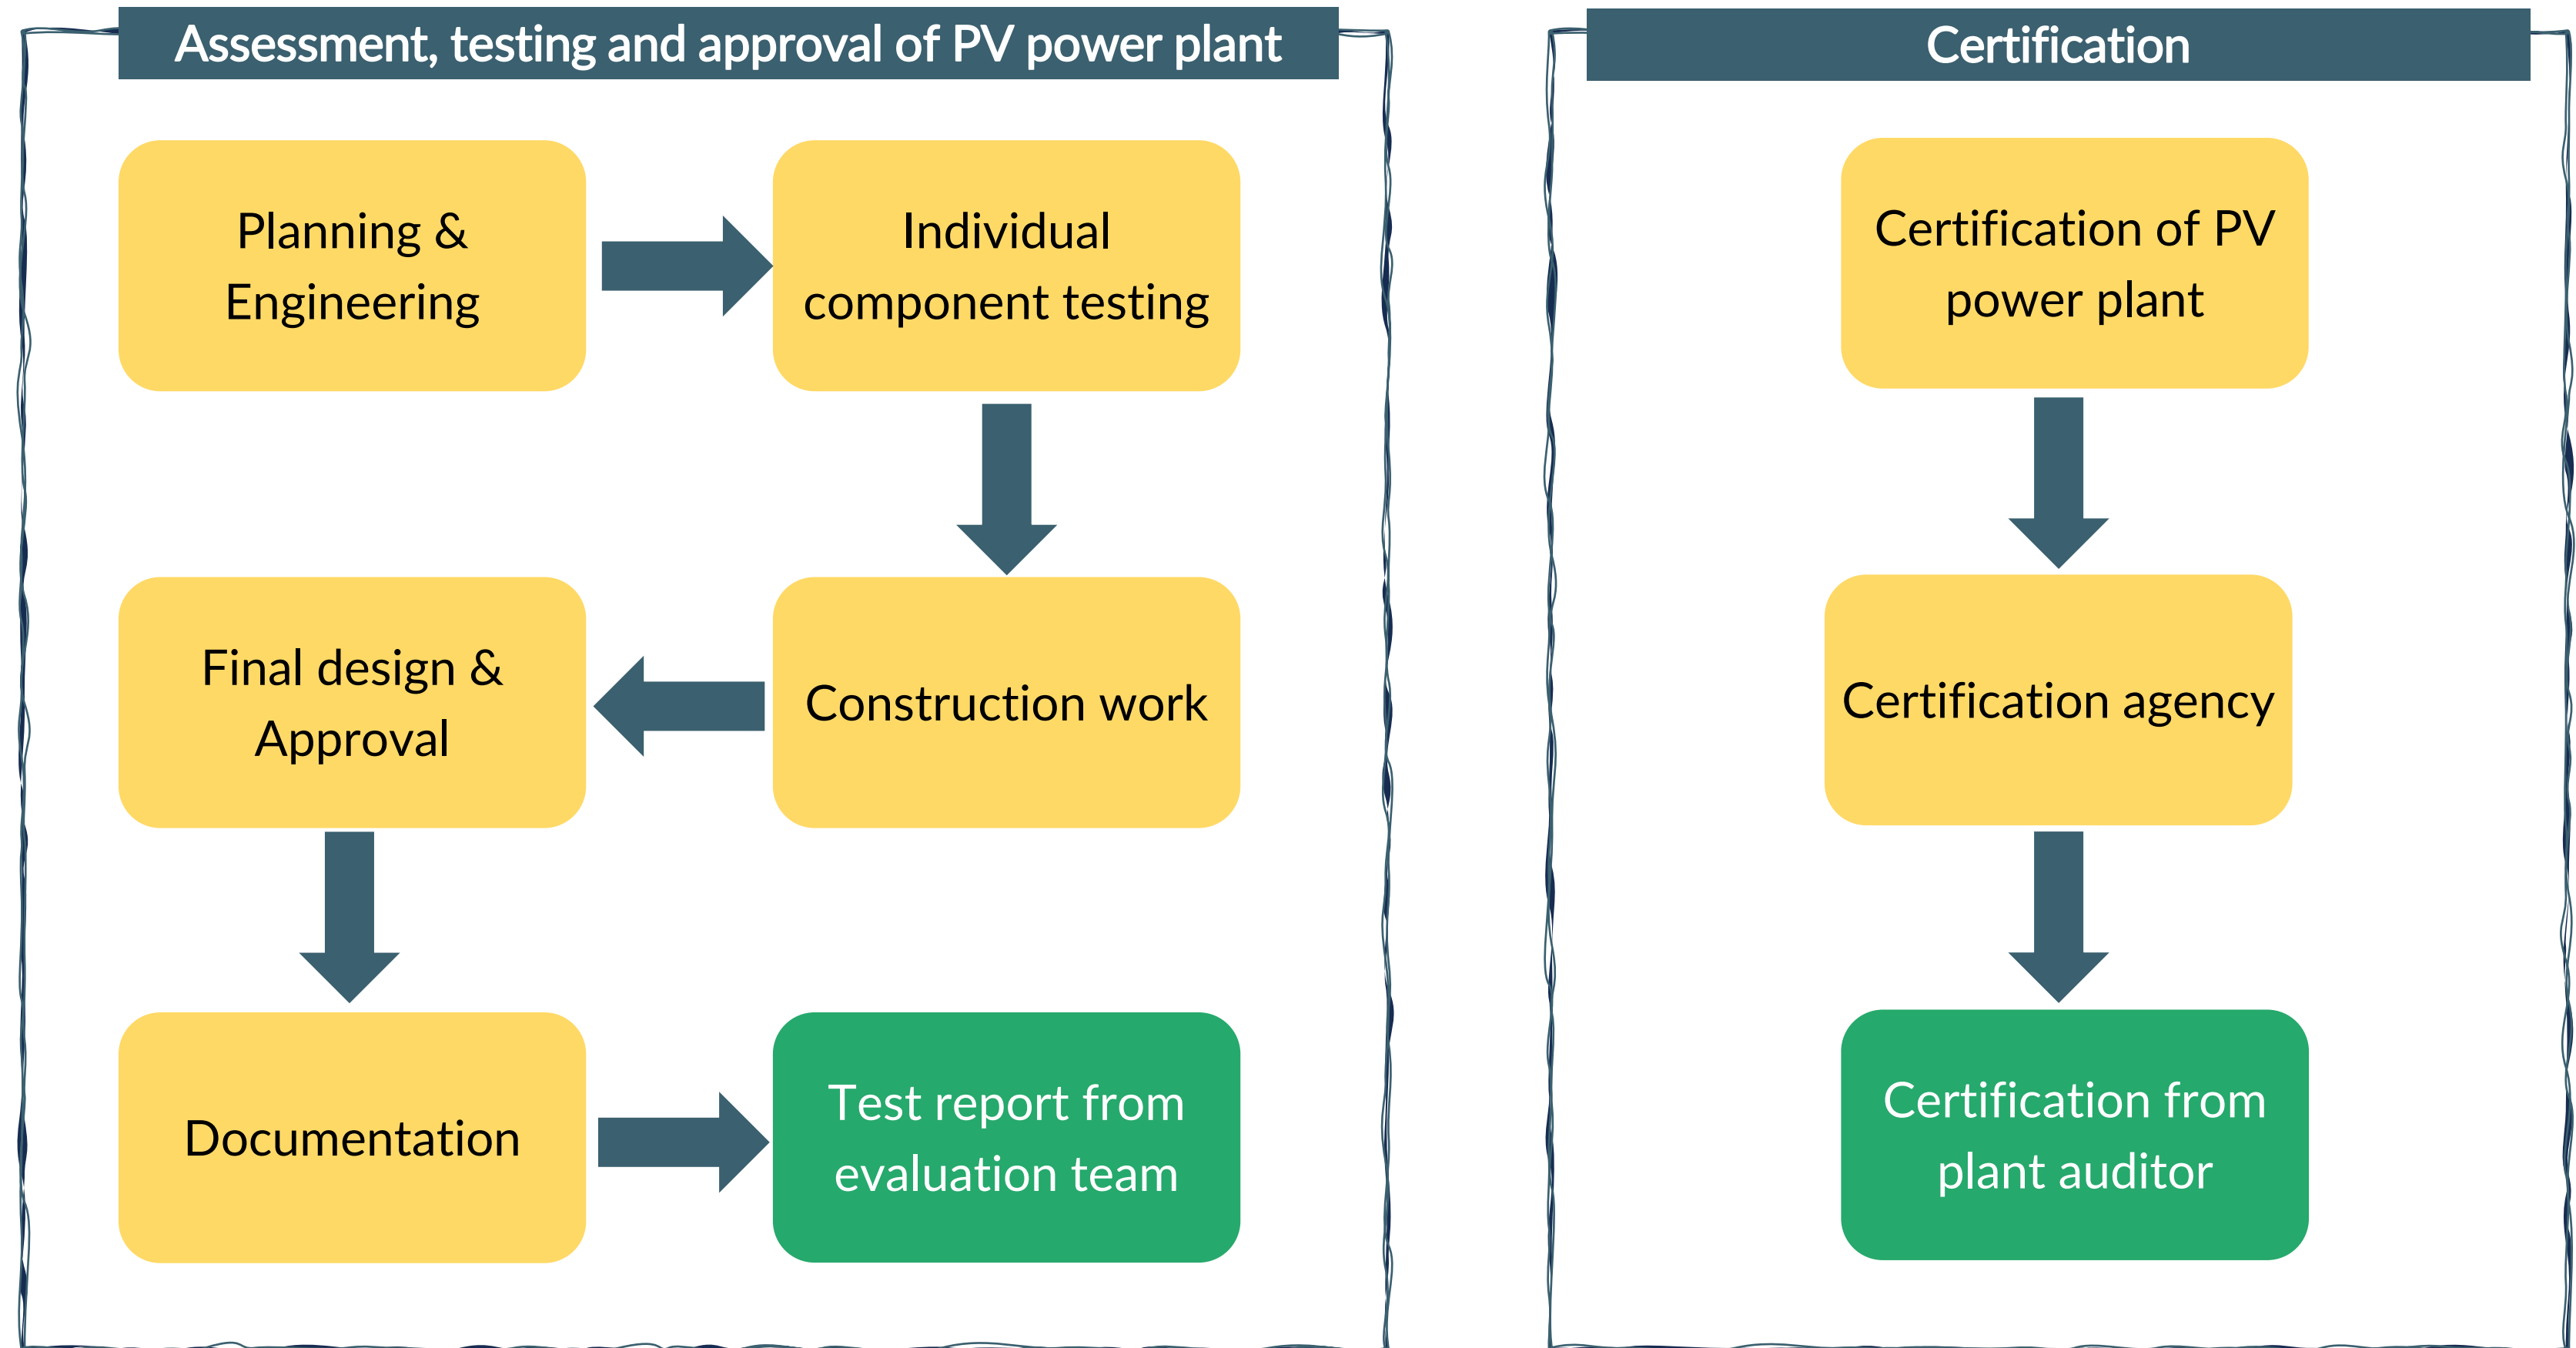 Assessment, testing and approval of PV power plant
Planning &
Engineering
Individual
component testing
Construction work
Final design &
Approval
Documentation
Test report from
evaluation team
Certification
Certification of PV
power plant
Certification agency
Certification from
plant auditor